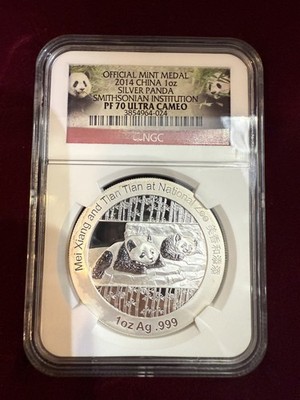 OFFICIAL MINT MEDAL
2014 CHINA 1oz
SILVER PANDA
SMITHSONIAN INSTITUTION
PF 70 ULTRA CAMEO
3854964-024
NGC
Mei Xiang and Tian Tian at National Zoo
1oz Ag .999